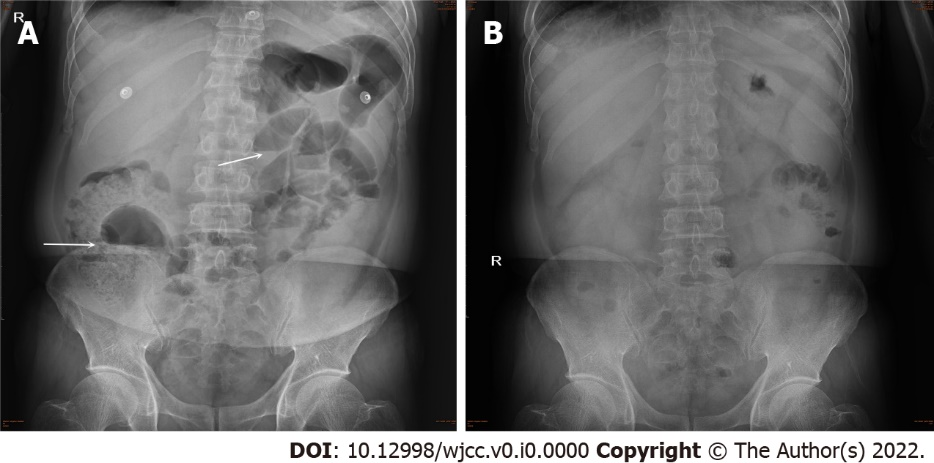 R
A
B
R
DOI: 10.12998/wjcc.v0.i0.0000 Copyright © The Author(s) 2022.